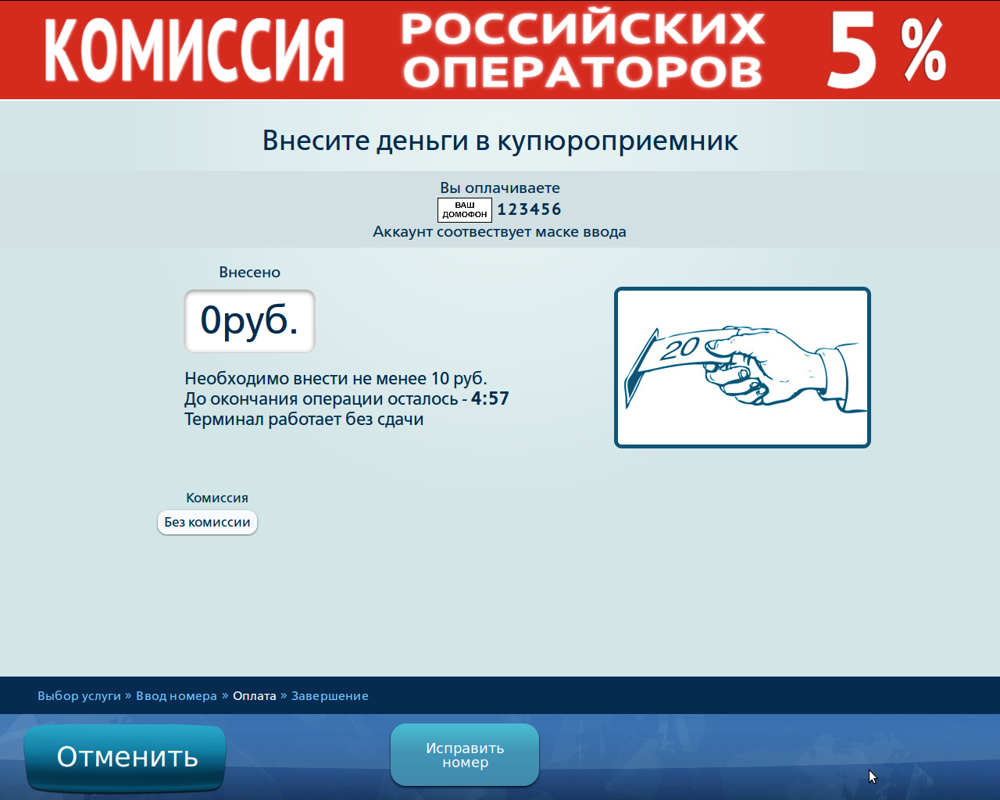 КОМИССИЯ
РОССИЙСКИХ
ОПЕРАТОРОВ
5 %
Внесите деньги в купюроприемник
Вы оплачиваете
ВАШ
ДОМОФОН
123456
Аккаунт соотвествует маске ввода
Внесено
0руб.
20
Необходимо внести не менее 10 руб.
До окончания операции осталось - 4:57
Терминал работает без сдачи
Комиссия
Без комиссии
Выбор услуги » Ввод номера » Оплата » Завершение
Отменить
Исправить
номер